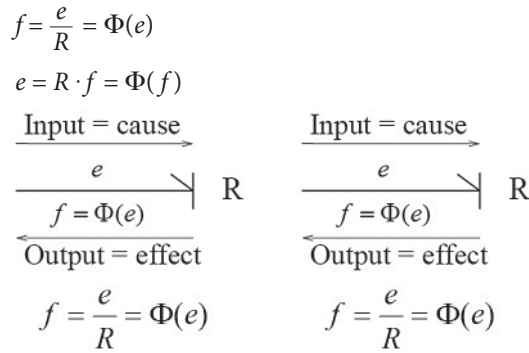 f = e/R = Φ(e)
e = R · f = Φ(f)
Input = cause
e
R
f = Φ(e)
Output = effect
f = e/R = Φ(e)
Input = cause
e
R
f = Φ(e)
Output = effect
f = e/R = Φ(e)